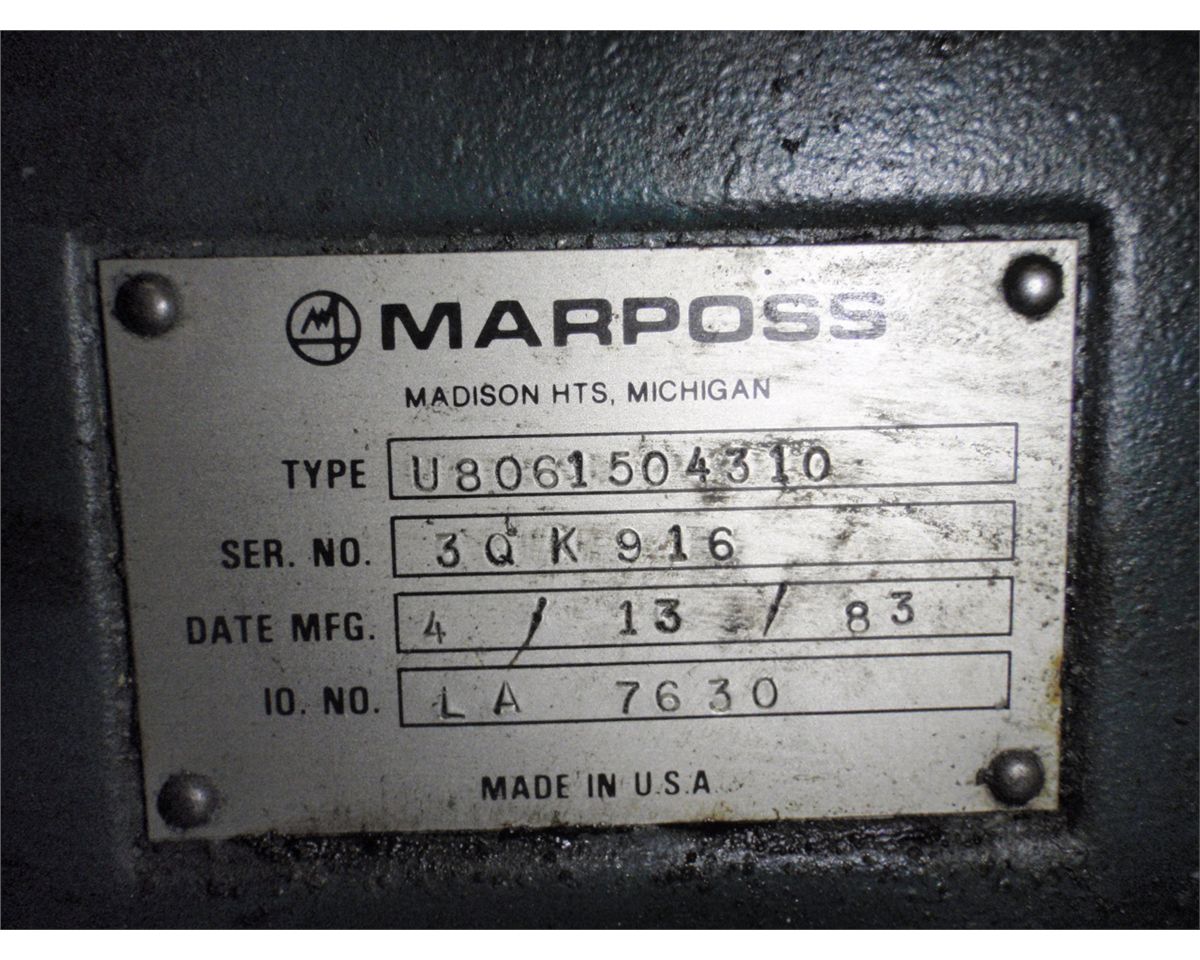 MARPOSS
MADISON HTS, MICHIGAN
TYPE U8061504310
SER. NO. 3QK916
DATE MFG. 4/13/83
IO. NO. LA 7630
MADE IN U.S.A